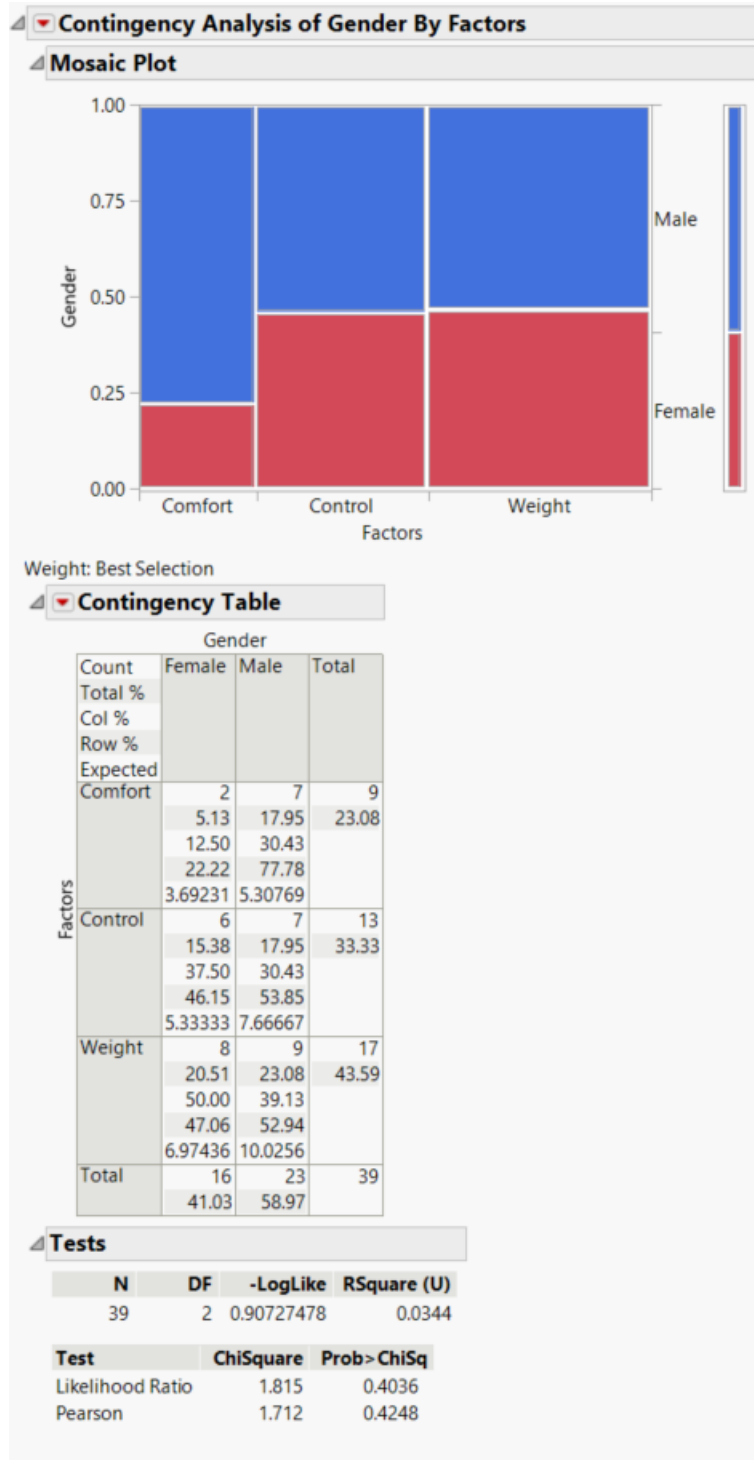 Contingency Analysis of Gender By Factors
Mosaic Plot
1.00
0.75
0.50
0.25
0.00
Gender
Male
Female
Comfort Control Weight
Factors
Weight: Best Selection
Contingency Table
Gender
Count Female Male Total
Total %
Col %
Row %
Expected
Factors
Comfort 2 7 9
5.13 17.95 23.08
12.50 30.43
22.22 77.78
3.69231 5.30769
Control 6 7 13
15.38 17.95 33.33
37.50 30.43
46.15 53.85
5.33333 7.66667
Weight 8 9 17
20.51 23.08 43.59
50.00 39.13
47.06 52.94
6.97436 10.0256
Total 16 23 39
41.03 58.97
Tests
N DF -LogLike RSquare (U)
39 2 0.90727478 0.0344
Test ChiSquare Prob>ChiSq
Likelihood Ratio 1.815 0.4036
Pearson 1.712 0.4248